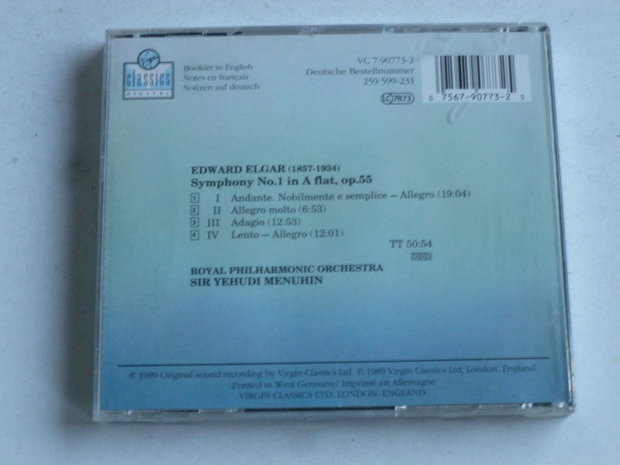 Virgin
classics
DIGITAL
Booklet in English
Notes en français
Notizen auf deutsch
VC 7 90773-2
Deutsche Bestellnummer
259 599-231
LC 7873
0 7567-90773-2 5
EDWARD ELGAR (1857-1934)
Symphony No.1 in A flat, op.55
1 I Andante. Nobilmente e semplice – Allegro (19:04)
2 II Allegro molto (6:53)
3 III Adagio (12:53)
4 IV Lento – Allegro (12:01)
TT 50:54
DDD
ROYAL PHILHARMONIC ORCHESTRA
SIR YEHUDI MENUHIN
℗ 1989 Original sound recording by Virgin Classics Ltd. © 1989 Virgin Classics Ltd, London, England.
Printed in West Germany/ Imprimé en Allemagne
VIRGIN CLASSICS LTD. LONDON, ENGLAND